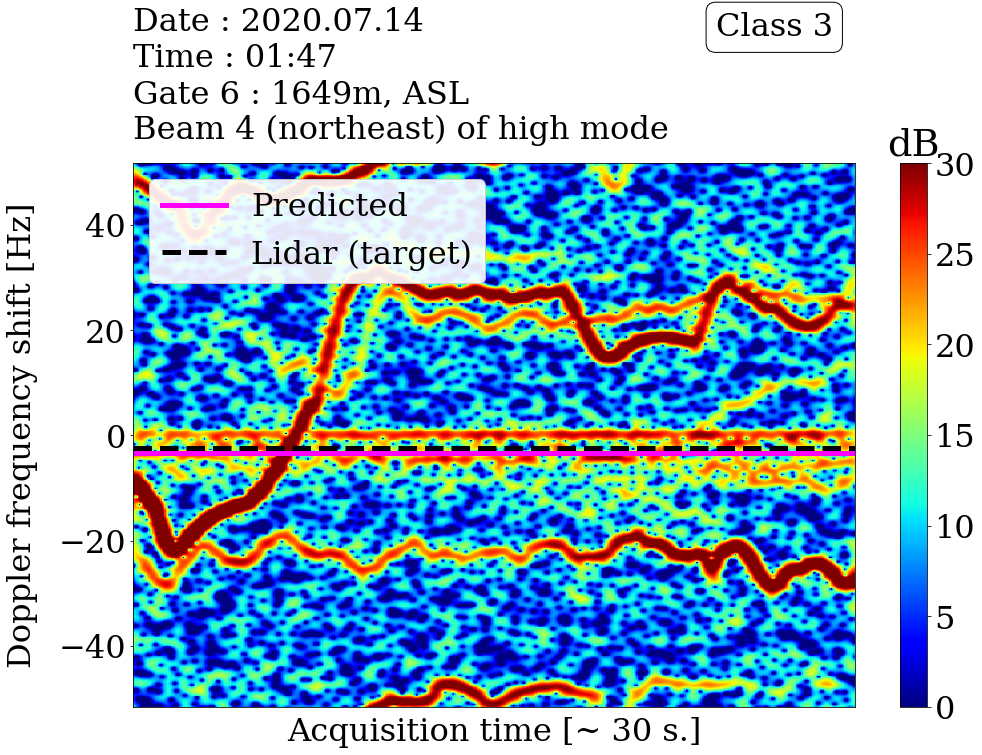 Date : 2020.07.14
Time : 01:47
Gate 6 : 1649m, ASL
Beam 4 (northeast) of high mode
Class 3
dB
Predicted
Lidar (target)
Doppler frequency shift [Hz]
40
20
0
−20
−40
30
25
20
15
10
5
0
Acquisition time [~ 30 s.]